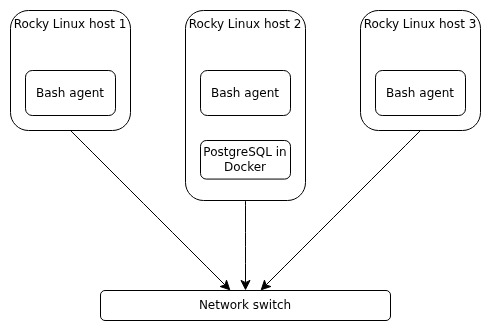 Rocky Linux host 1
Rocky Linux host 2
Rocky Linux host 3
Bash agent
Bash agent
Bash agent
PostgreSQL in
Docker
Network switch